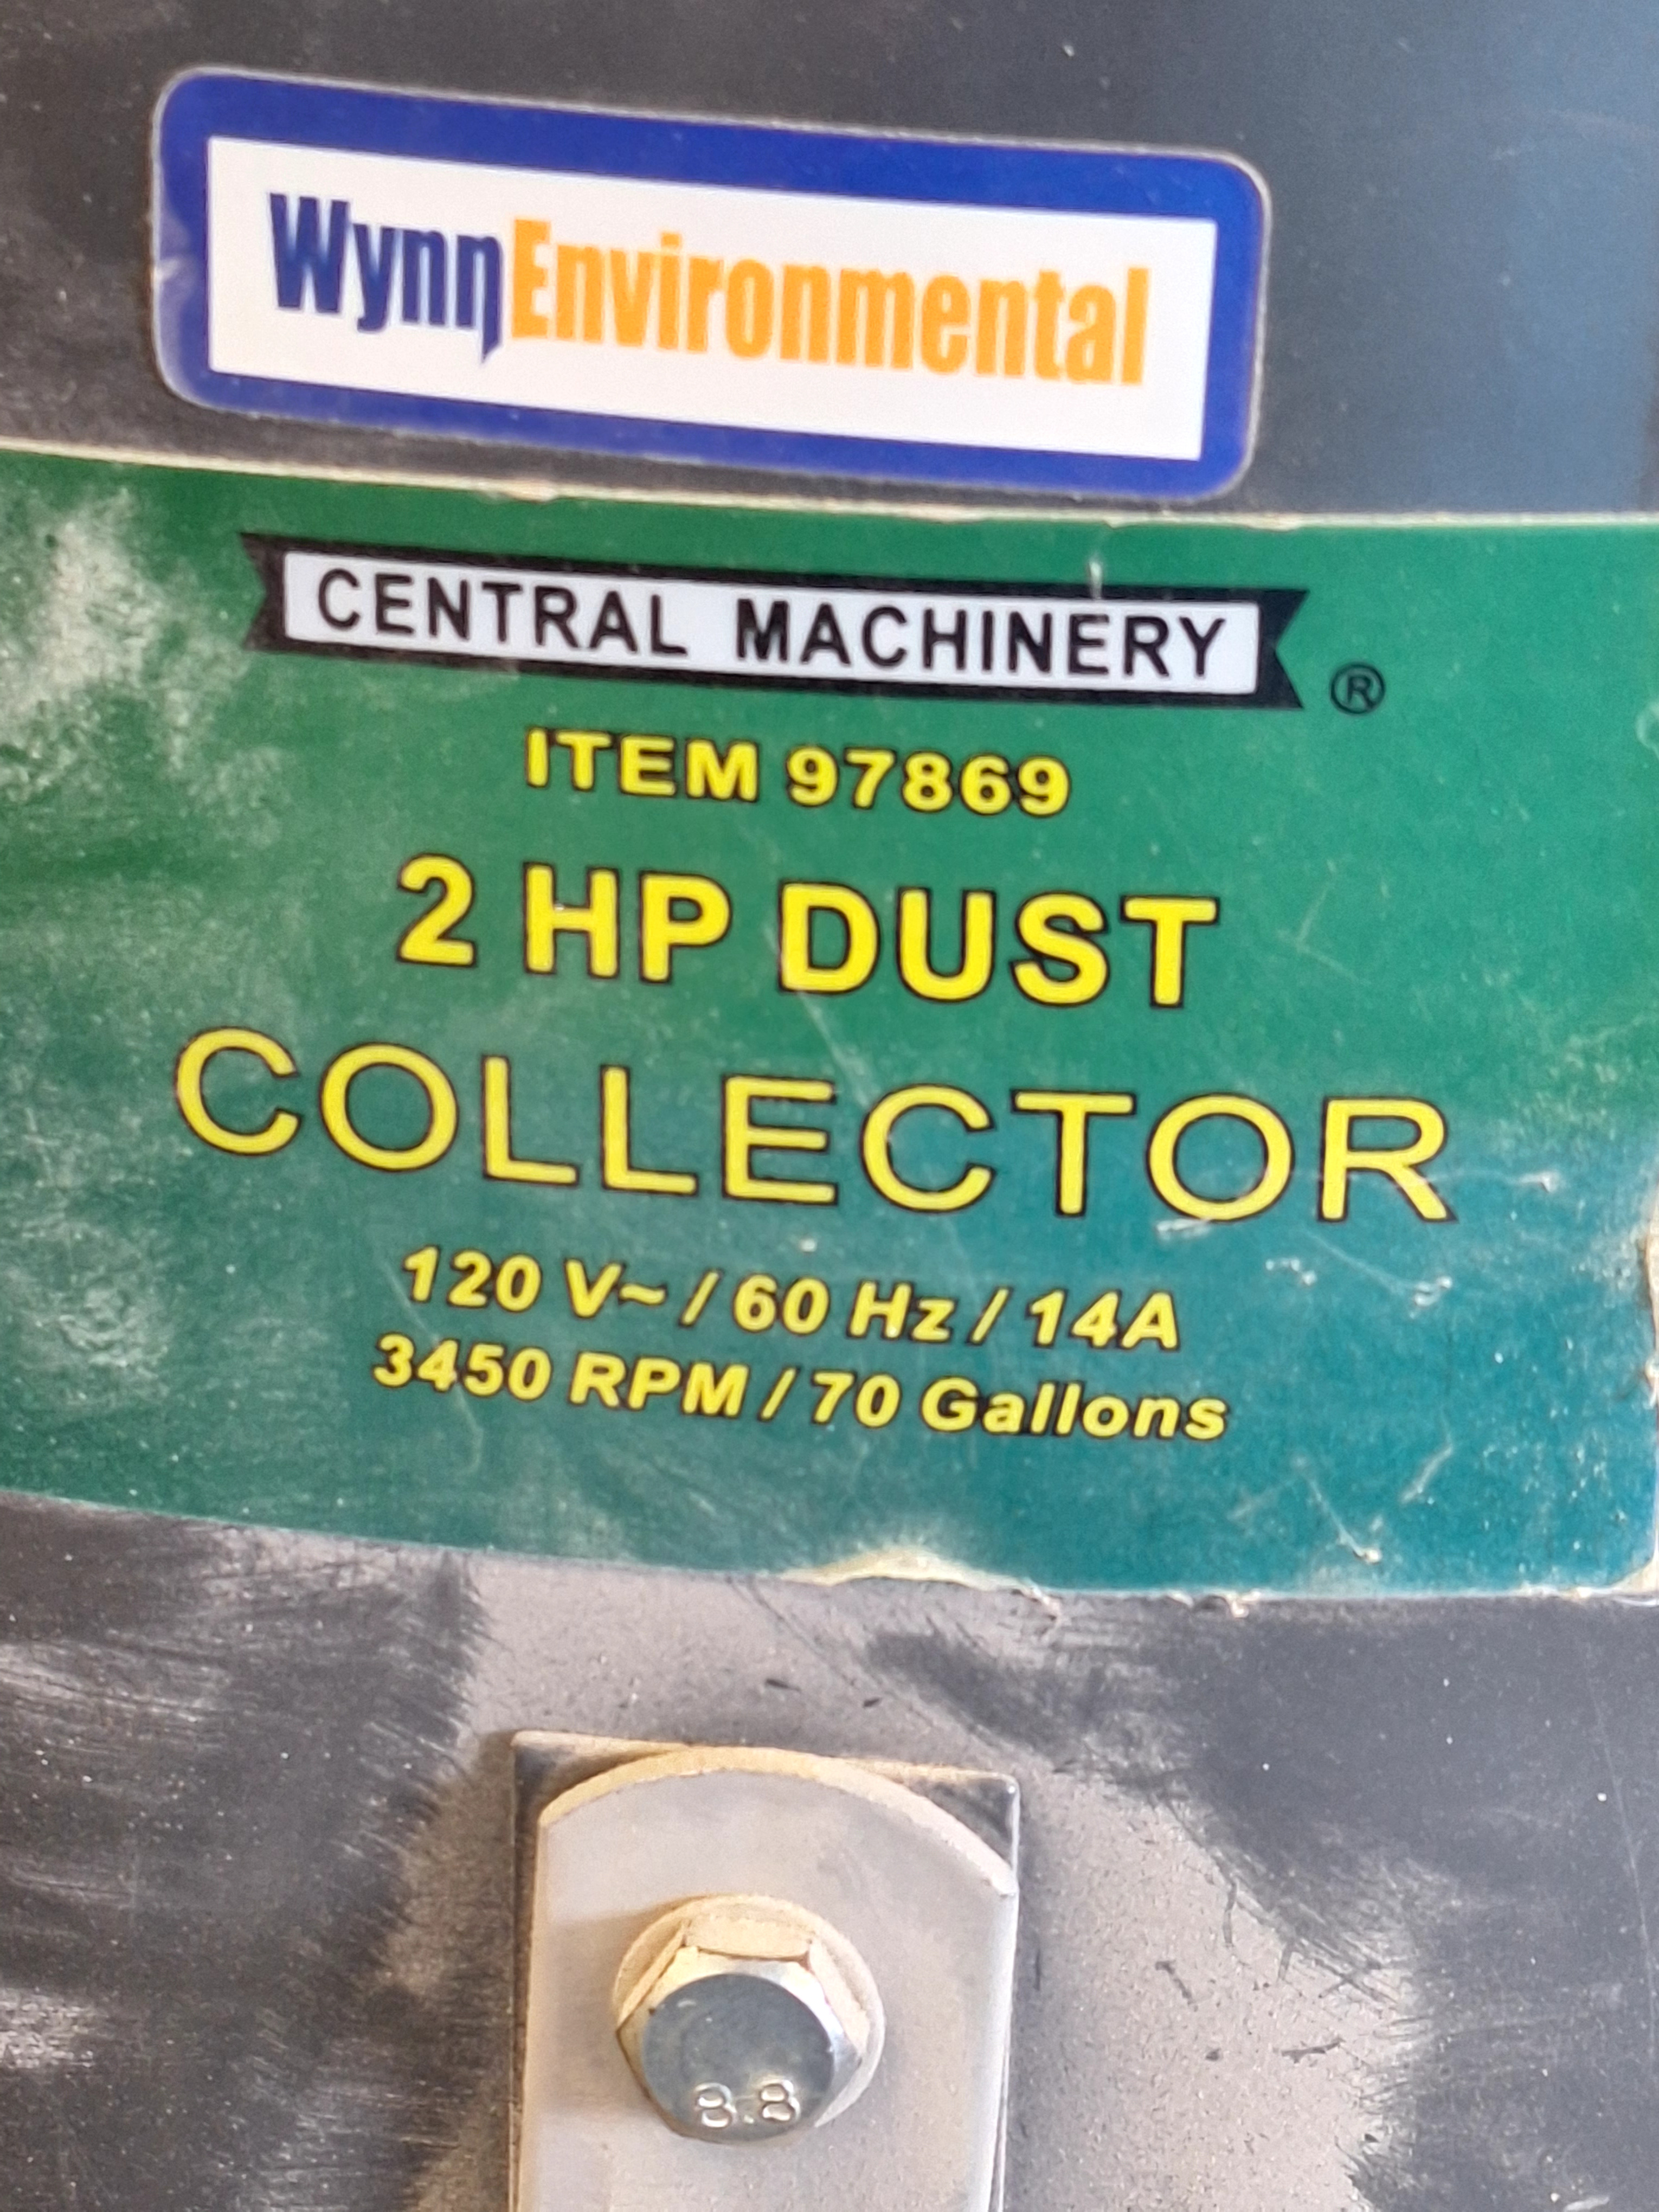 WynnEnvironmental
CENTRAL MACHINERY ®
ITEM 97869
2 HP DUST
COLLECTOR
120 V~ / 60 Hz / 14A
3450 RPM / 70 Gallons
8.8